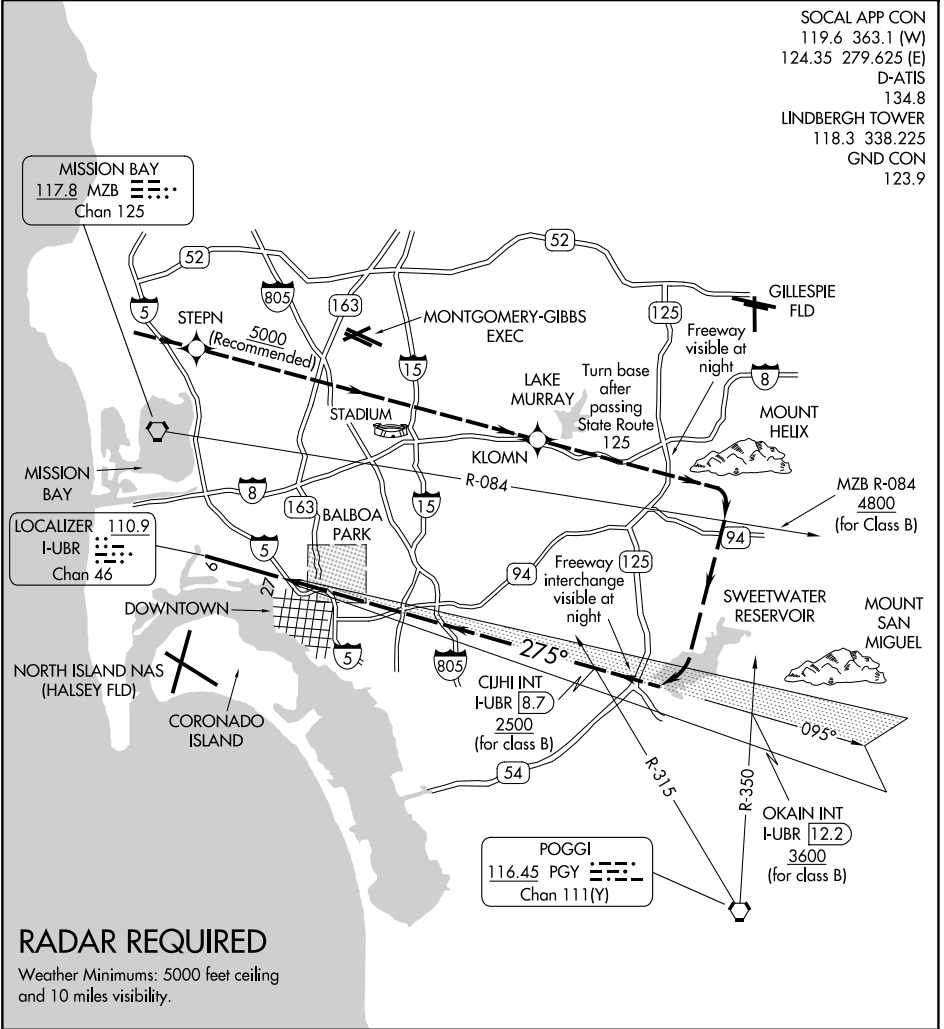 SOCAL APP CON
119.6 363.1 (W)
124.35 279.625 (E)
D-ATIS
134.8
LINDBERGH TOWER
118.3 338.225
GND CON
123.9
MISSION BAY
117.8 MZB
Chan 125
52
52
5
805
163
125
GILLESPIE
FLD
STEPN
5000
(Recommended)
MONTGOMERY-GIBBS
EXEC
15
Freeway
visible at
night
8
LAKE
MURRAY
Turn base
after
passing
State Route
125
STADIUM
MOUNT
HELIX
KLOMN
MISSION
BAY
R-084
MZB R-084
4800
(for Class B)
8
163
15
94
LOCALIZER 110.9
I-UBR
Chan 46
5
BALBOA
PARK
9
27
94
Freeway
interchange
visible at
night
125
DOWNTOWN
SWEETWATER
RESERVOIR
MOUNT
SAN
MIGUEL
5
805
275°
NORTH ISLAND NAS
(HALSEY FLD)
CORONADO
ISLAND
CIJHI INT
I-UBR 8.7
2500
(for class B)
095°
54
R-315
R-350
OKAIN INT
I-UBR 12.2
3600
(for class B)
POGGI
116.45 PGY
Chan 111(Y)
RADAR REQUIRED
Weather Minimums: 5000 feet ceiling
and 10 miles visibility.